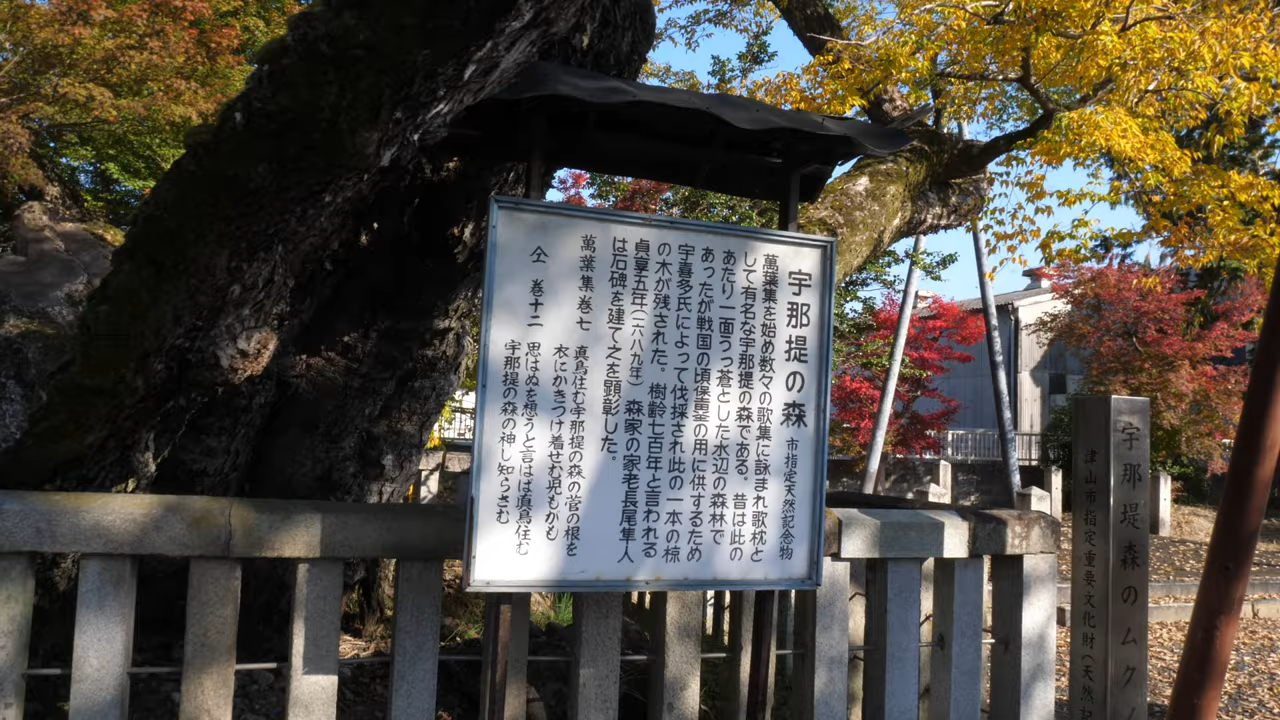 宇那提の森 市指定天然記念物
萬葉集を始め数々の歌集に詠まれ歌枕と
して有名な宇那提の森である。昔は此の
あたり一面うっ蒼とした水辺の森林で
あったが戦国の頃保塁の用に供するため
宇喜多氏によって伐採され此の一本の椋
の木が残された。樹齢七百年と言われる
貞享五年(一六八九年) 森家の家老長尾隼人
は石碑を建て之を顕彰した。
萬葉集 巻七 真鳥住む宇那提の森の菅の根を
衣にかきつけ着せむ児もがも
仝 巻十二 思はぬを想うと言はば真鳥住む
宇那提の森の神し知らさむ
宇那堤森のムク
津山市指定重要文化財(天然